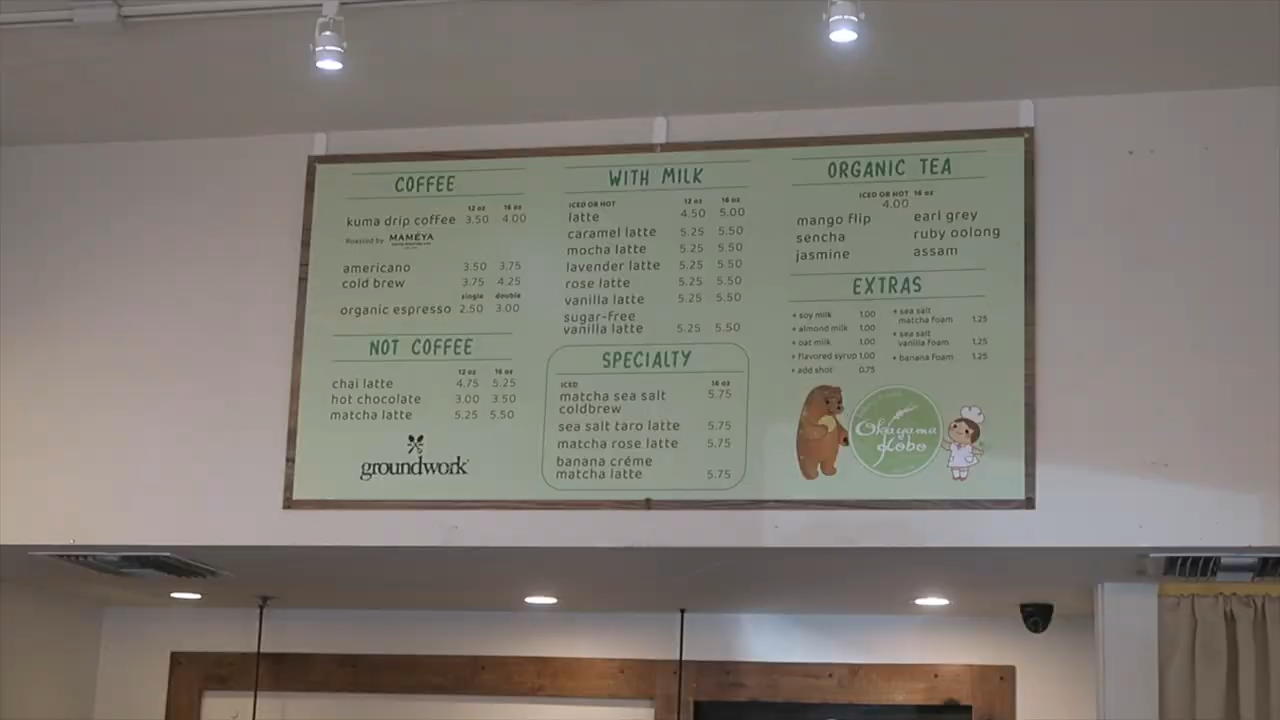 COFFEE
12 oz 16 oz
kuma drip coffee 3.50 4.00
Roasted by MAMÉYA
americano 3.50 3.75
cold brew 3.75 4.25
single double
organic espresso 2.50 3.00
NOT COFFEE
12 oz 16 oz
chai latte 4.75 5.25
hot chocolate 3.00 3.50
matcha latte 5.25 5.50
groundwork
WITH MILK
ICED OR HOT 12 oz 16 oz
latte 4.50 5.00
caramel latte 5.25 5.50
mocha latte 5.25 5.50
lavender latte 5.25 5.50
rose latte 5.25 5.50
vanilla latte 5.25 5.50
sugar-free
vanilla latte 5.25 5.50
SPECIALTY
ICED 16 oz
matcha sea salt 5.75
coldbrew
sea salt taro latte 5.75
matcha rose latte 5.75
banana créme
matcha latte 5.75
ORGANIC TEA
ICED OR HOT 16 oz
4.00
mango flip earl grey
sencha ruby oolong
jasmine assam
EXTRAS
+ soy milk 1.00
+ almond milk 1.00
+ oat milk 1.00
+ flavored syrup 1.00
+ add shot 0.75
+ sea salt
matcha foam 1.25
+ sea salt
vanilla foam 1.25
+ banana foam 1.25
Okayama
Kobo